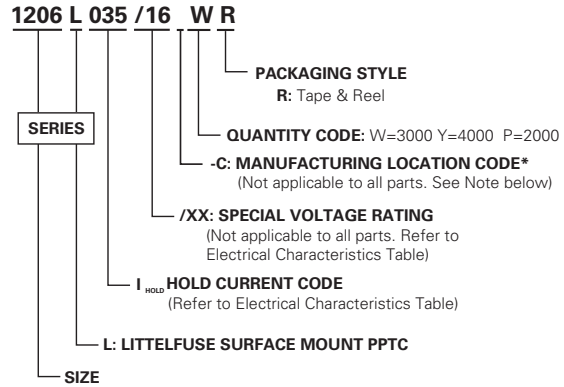 1206 L 035 /16 W R
PACKAGING STYLE
R: Tape & Reel
SERIES
QUANTITY CODE: W=3000 Y=4000 P=2000
-C: MANUFACTURING LOCATION CODE*
(Not applicable to all parts. See Note below)
/XX: SPECIAL VOLTAGE RATING
(Not applicable to all parts. Refer to
Electrical Characteristics Table)
I HOLD HOLD CURRENT CODE
(Refer to Electrical Characteristics Table)
L: LITTELFUSE SURFACE MOUNT PPTC
SIZE